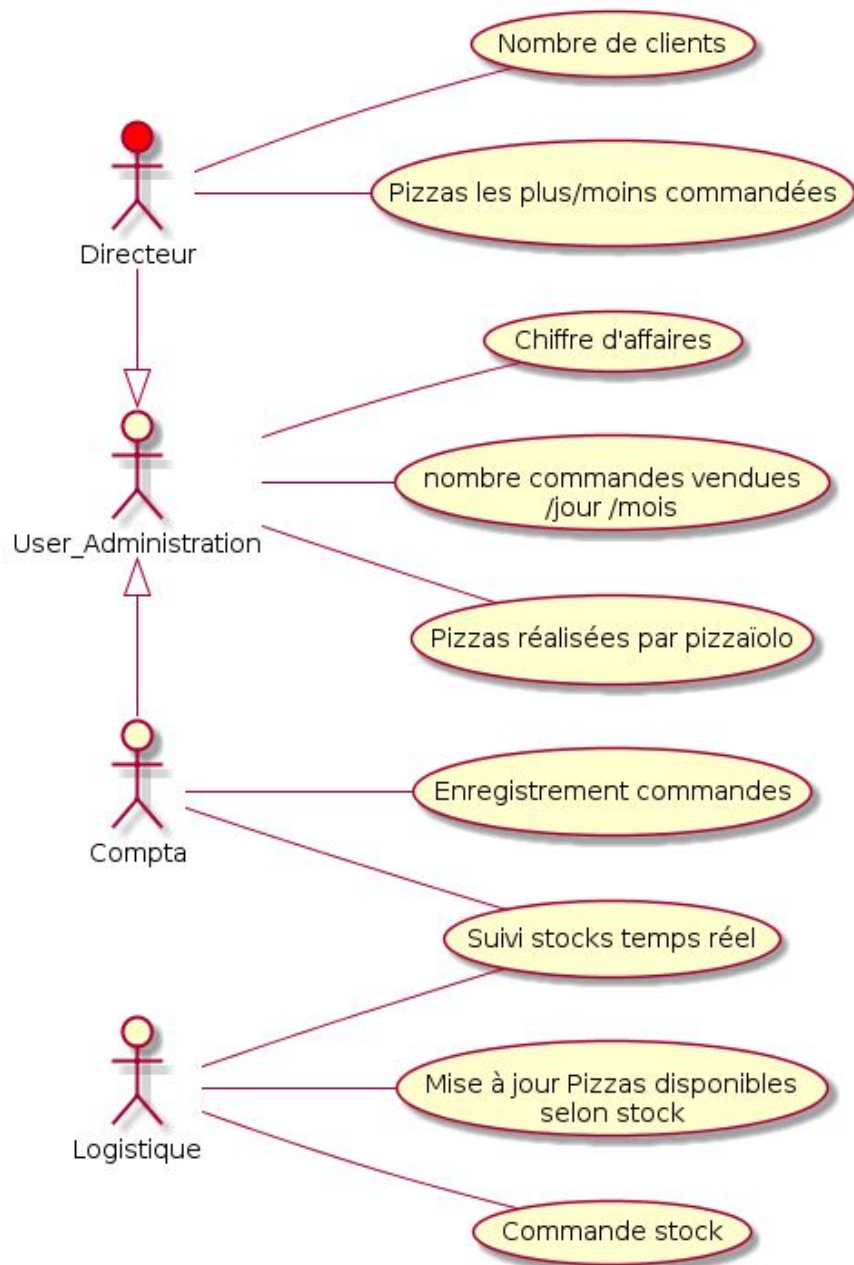 Nombre de clients
Pizzas les plus/moins commandées
Directeur
Chiffre d'affaires
nombre commandes vendues
/jour /mois
User_Administration
Pizzas réalisées par pizzaïolo
Enregistrement commandes
Compta
Suivi stocks temps réel
Mise à jour Pizzas disponibles
selon stock
Logistique
Commande stock